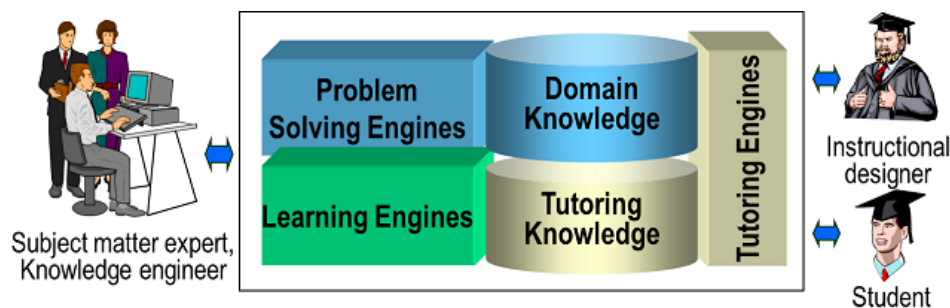 Problem
Solving Engines
Domain
Knowledge
Learning Engines
Tutoring
Knowledge
Tutoring Engines
Subject matter expert,
Knowledge engineer
Instructional
designer
Student